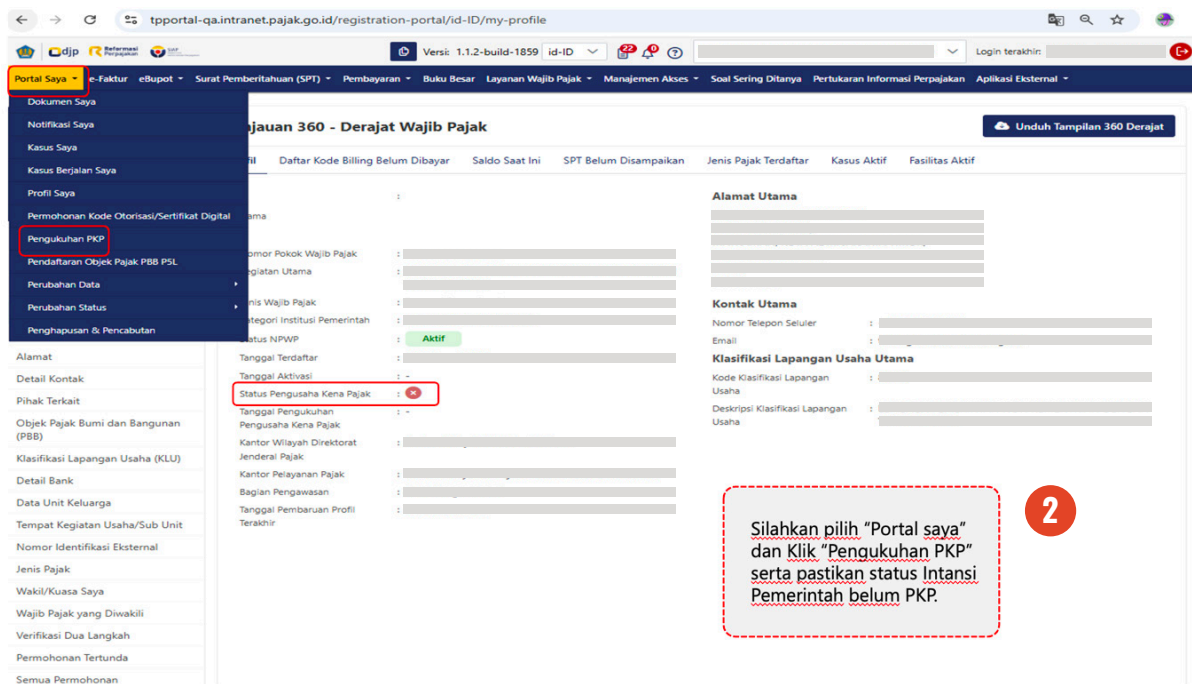 tpportal-qa.intranet.pajak.go.id/registration-portal/id-ID/my-profile
djp Reformasi Perpajakan Versi: 1.1.2-build-1859 id-ID 22 0 Login terakhir:
Portal Saya e-Faktur eBupot Surat Pemberitahuan (SPT) Pembayaran Buku Besar Layanan Wajib Pajak Manajemen Akses Soal Sering Ditanya Pertukaran Informasi Perpajakan Aplikasi Eksternal
Dokumen Saya
Notifikasi Saya
Kasus Saya
Kasus Berjalan Saya
Profil Saya
Permohonan Kode Otorisasi/Sertifikat Digital
Pengukuhan PKP
Pendaftaran Objek Pajak PBB P5L
Perubahan Data
Perubahan Status
Penghapusan & Pencabutan
Alamat
Detail Kontak
Pihak Terkait
Objek Pajak Bumi dan Bangunan
(PBB)
Klasifikasi Lapangan Usaha (KLU)
Detail Bank
Data Unit Keluarga
Tempat Kegiatan Usaha/Sub Unit
Nomor Identifikasi Eksternal
Jenis Pajak
Wakil/Kuasa Saya
Wajib Pajak yang Diwakili
Verifikasi Dua Langkah
Permohonan Tertunda
Semua Permohonan
njauan 360 - Derajat Wajib Pajak
Unduh Tampilan 360 Derajat
fil Daftar Kode Billing Belum Dibayar Saldo Saat Ini SPT Belum Disampaikan Jenis Pajak Terdaftar Kasus Aktif Fasilitas Aktif
:
tama
omor Pokok Wajib Pajak :
egiatan Utama :
nis Wajib Pajak :
ategori Institusi Pemerintah :
tatus NPWP : Aktif
Tanggal Terdaftar :
Tanggal Aktivasi : -
Status Pengusaha Kena Pajak :
Tanggal Pengukuhan : -
Pengusaha Kena Pajak
Kantor Wilayah Direktorat :
Jenderal Pajak
Kantor Pelayanan Pajak :
Bagian Pengawasan :
Tanggal Pembaruan Profil :
Terakhir
Alamat Utama
Kontak Utama
Nomor Telepon Seluler :
Email :
Klasifikasi Lapangan Usaha Utama
Kode Klasifikasi Lapangan :
Usaha
Deskripsi Klasifikasi Lapangan :
Usaha
2
Silahkan pilih “Portal saya”
dan Klik “Pengukuhan PKP”
serta pastikan status Intansi
Pemerintah belum PKP.